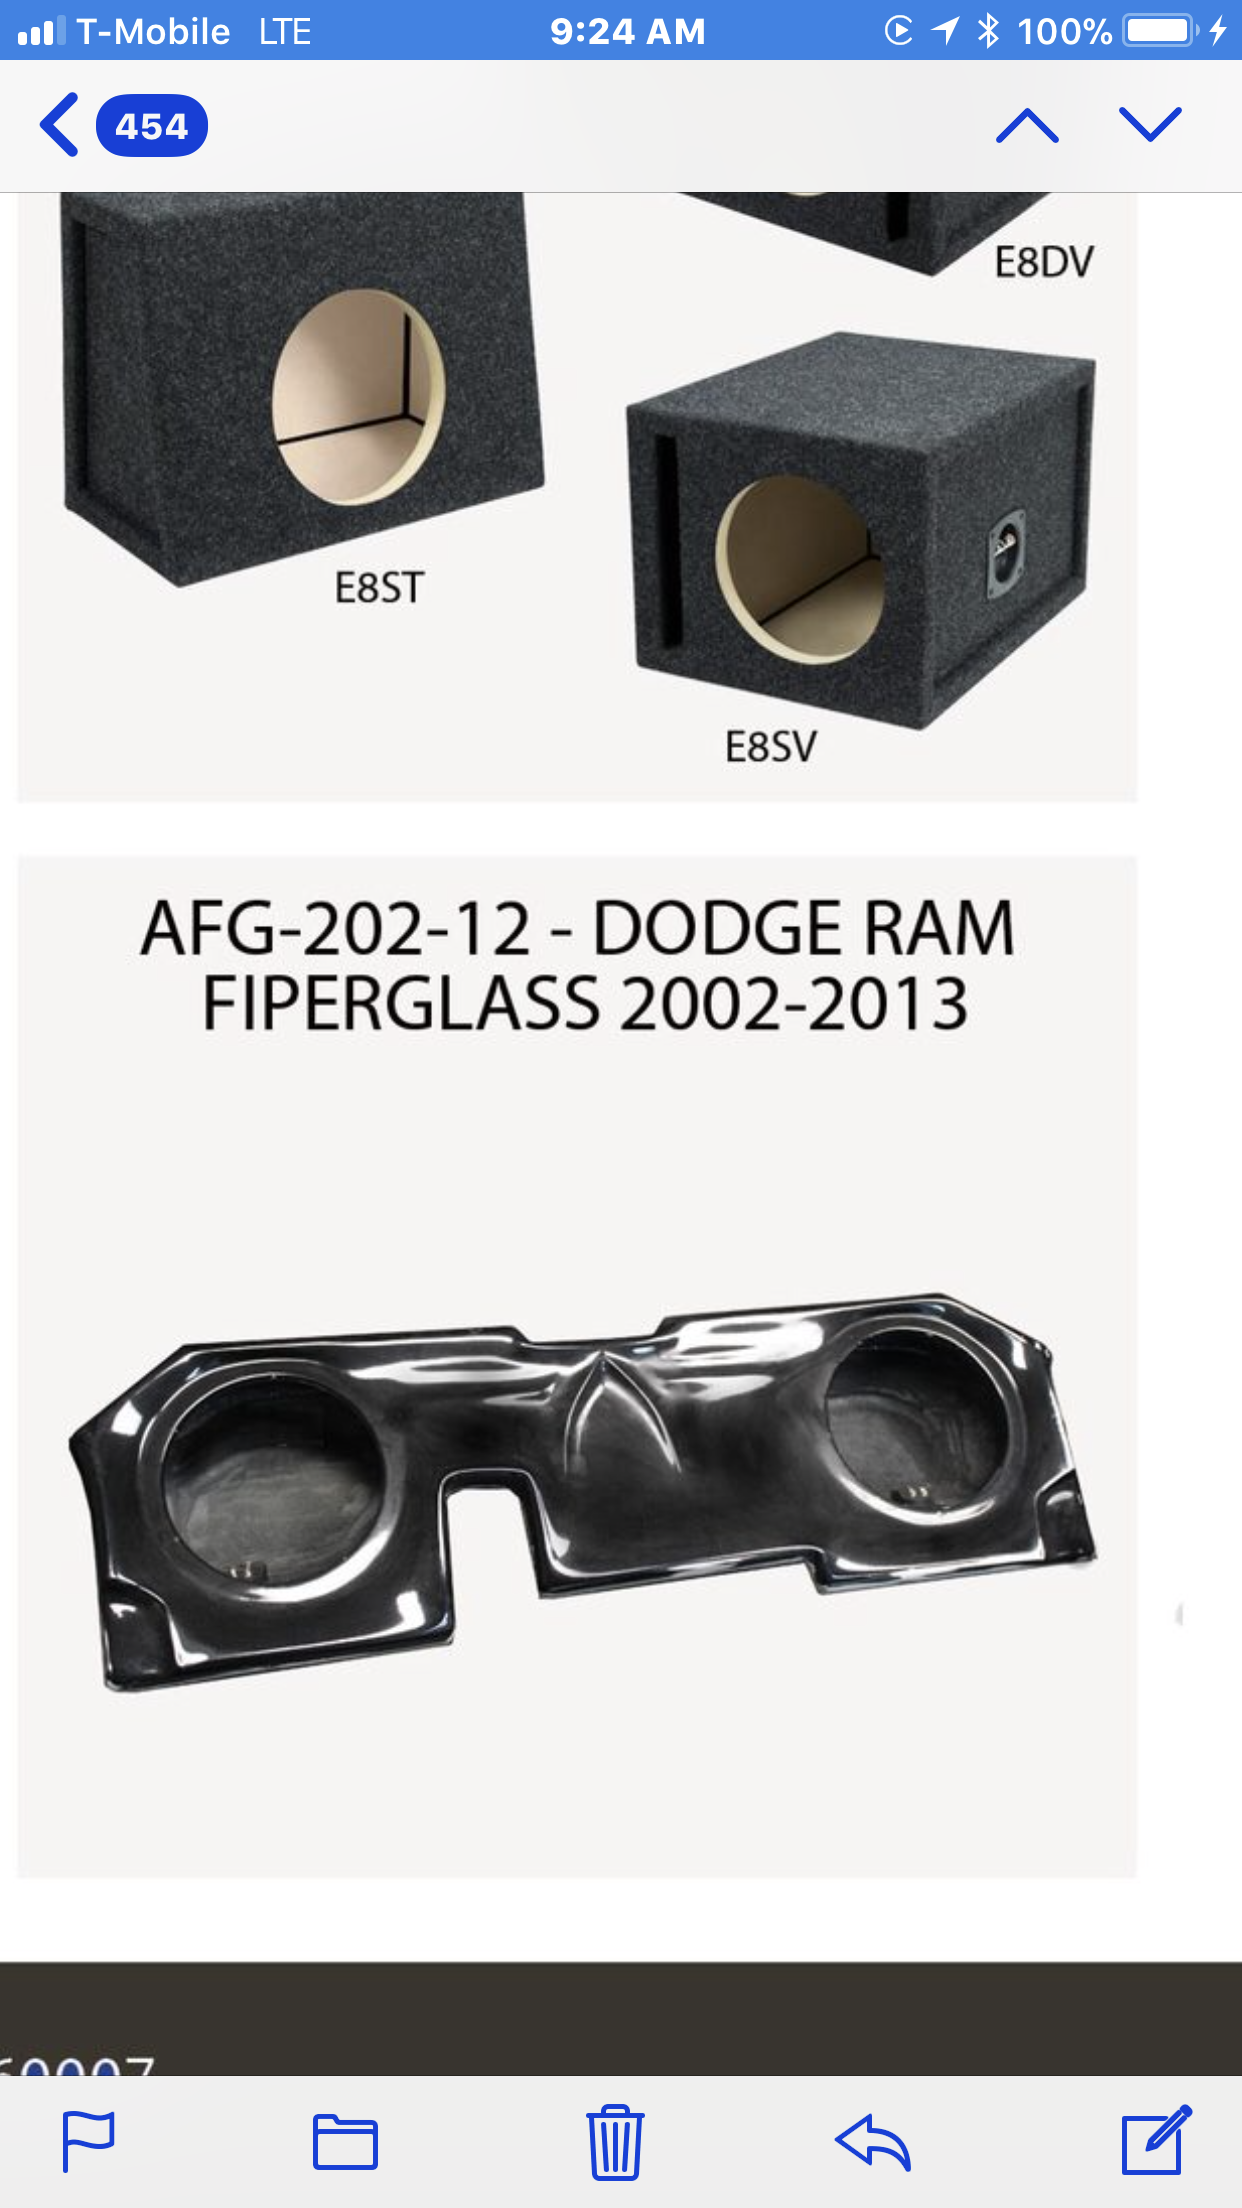 T-Mobile LTE 9:24 AM 100%
454
E8DV
E8ST
E8SV
AFG-202-12 - DODGE RAM
FIPERGLASS 2002-2013